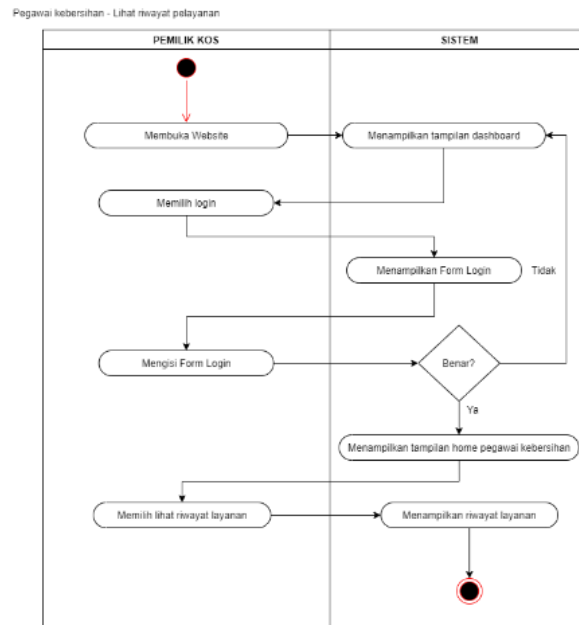 Pegawai kebersihan - Lihat riwayat pelayanan
PEMILIK KOS
SISTEM
Membuka Website
Menampilkan tampilan dashboard
Memilih login
Menampilkan Form Login
Tidak
Mengisi Form Login
Benar?
Ya
Menampilkan tampilan home pegawai kebersihan
Memilih lihat riwayat layanan
Menampilkan riwayat layanan